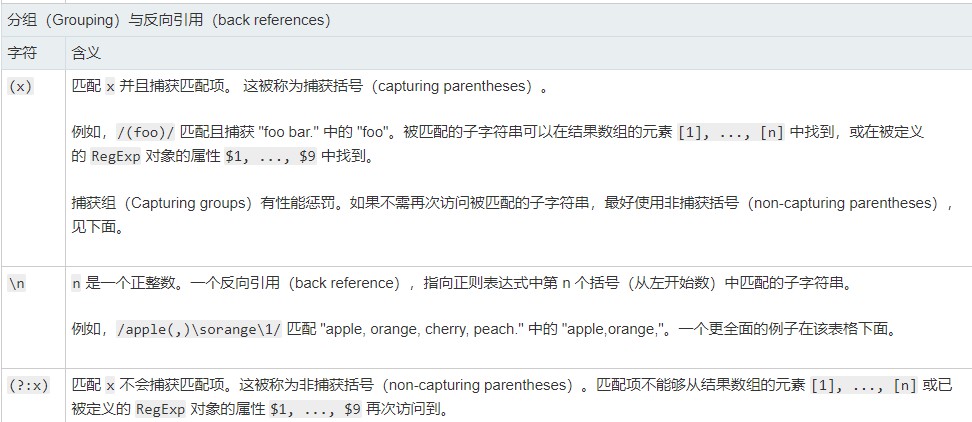 分组（Grouping）与反向引用（back references）
字符 含义
(x) 匹配 x 并且捕获匹配项。 这被称为捕获括号（capturing parentheses）。
例如，/(foo)/ 匹配且捕获 "foo bar." 中的 "foo"。被匹配的子字符串可以在结果数组的元素 [1], ..., [n] 中找到，或在被定义
的 RegExp 对象的属性 $1, ..., $9 中找到。
捕获组（Capturing groups）有性能惩罚。如果不需再次访问被匹配的子字符串，最好使用非捕获括号（non-capturing parentheses），
见下面。
\n n 是一个正整数。一个反向引用（back reference），指向正则表达式中第 n 个括号（从左开始数）中匹配的子字符串。
例如，/apple(,)\sorange\1/ 匹配 "apple, orange, cherry, peach." 中的 "apple,orange,"。一个更全面的例子在该表格下面。
(?:x) 匹配 x 不会捕获匹配项。这被称为非捕获括号（non-capturing parentheses）。匹配项不能够从结果数组的元素 [1], ..., [n] 或已
被定义的 RegExp 对象的属性 $1, ..., $9 再次访问到。